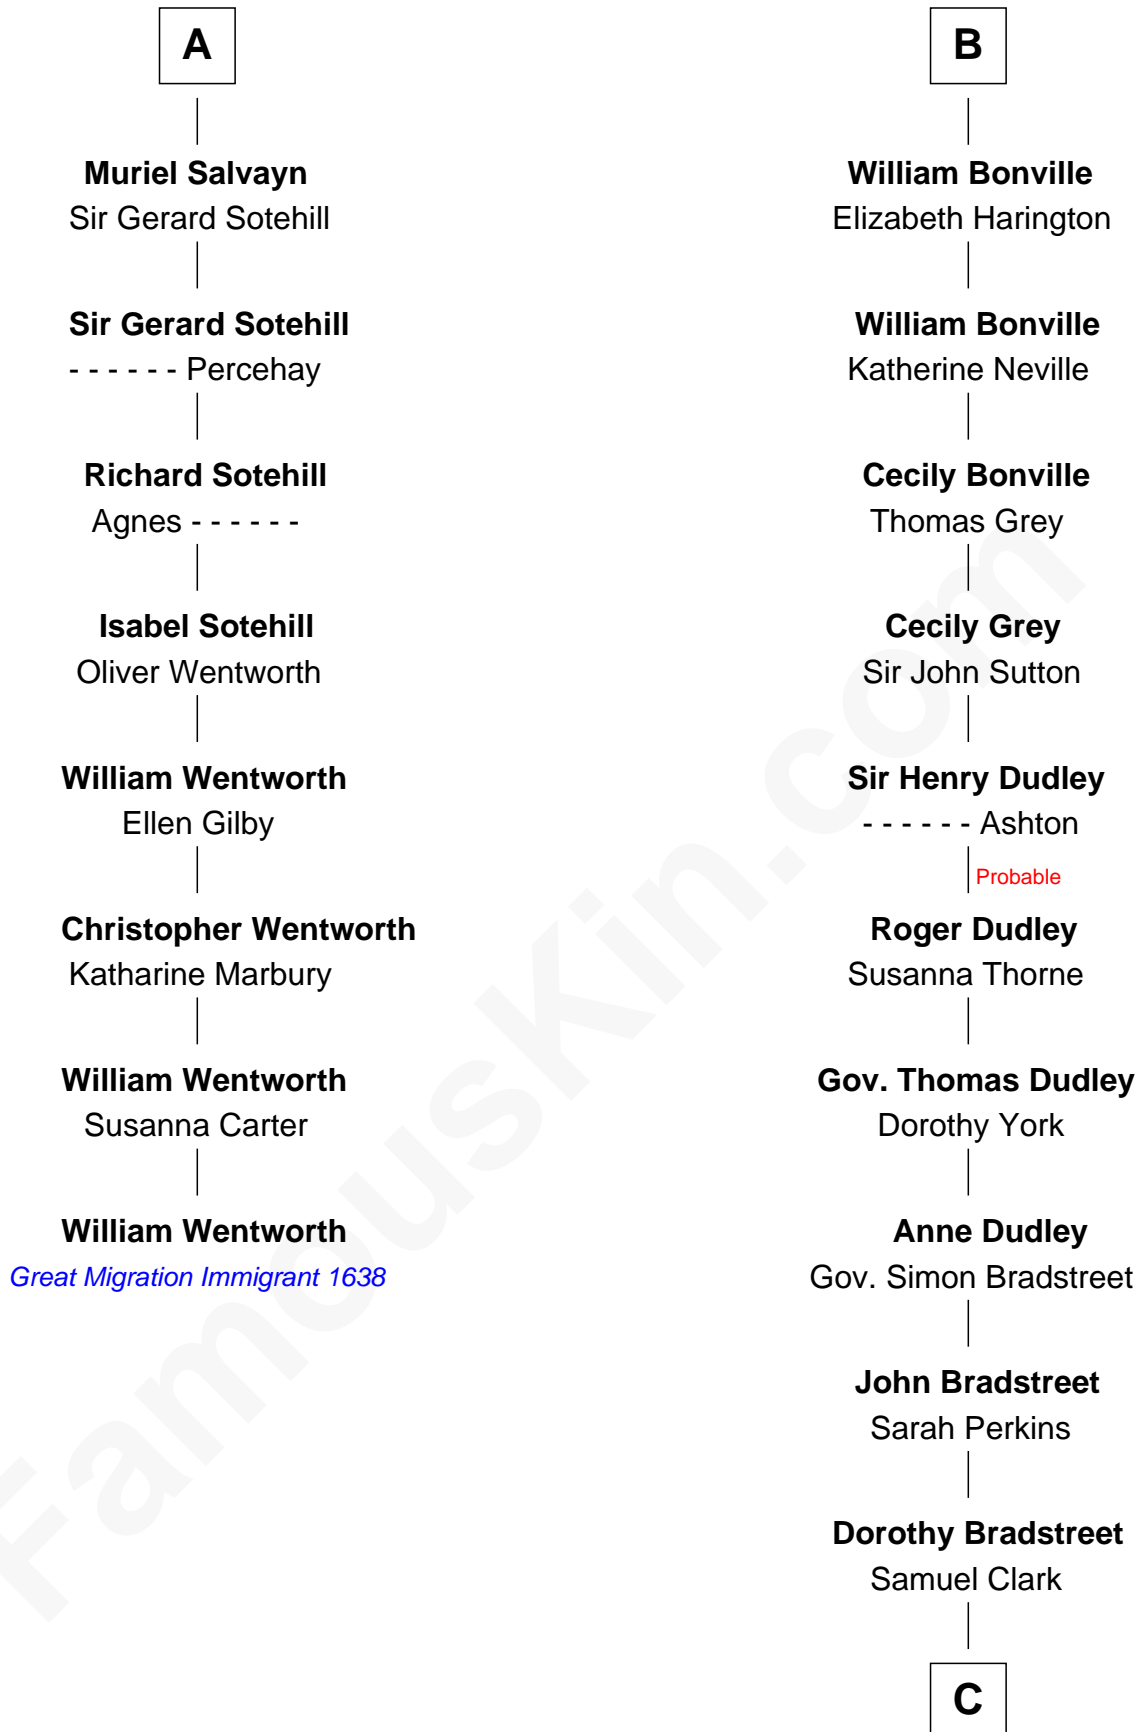 A
Muriel Salvayn
Sir Gerard Sotehill
Sir Gerard Sotehill
- - - - - - Percehay
Richard Sotehill
Agnes - - - - - -
Isabel Sotehill
Oliver Wentworth
William Wentworth
Ellen Gilby
Christopher Wentworth
Katharine Marbury
William Wentworth
Susanna Carter
William Wentworth
Great Migration Immigrant 1638
B
William Bonville
Elizabeth Harington
William Bonville
Katherine Neville
Cecily Bonville
Thomas Grey
Cecily Grey
Sir John Sutton
Sir Henry Dudley
- - - - - - Ashton
Probable
Roger Dudley
Susanna Thorne
Gov. Thomas Dudley
Dorothy York
Anne Dudley
Gov. Simon Bradstreet
John Bradstreet
Sarah Perkins
Dorothy Bradstreet
Samuel Clark
C
FamousKin.com